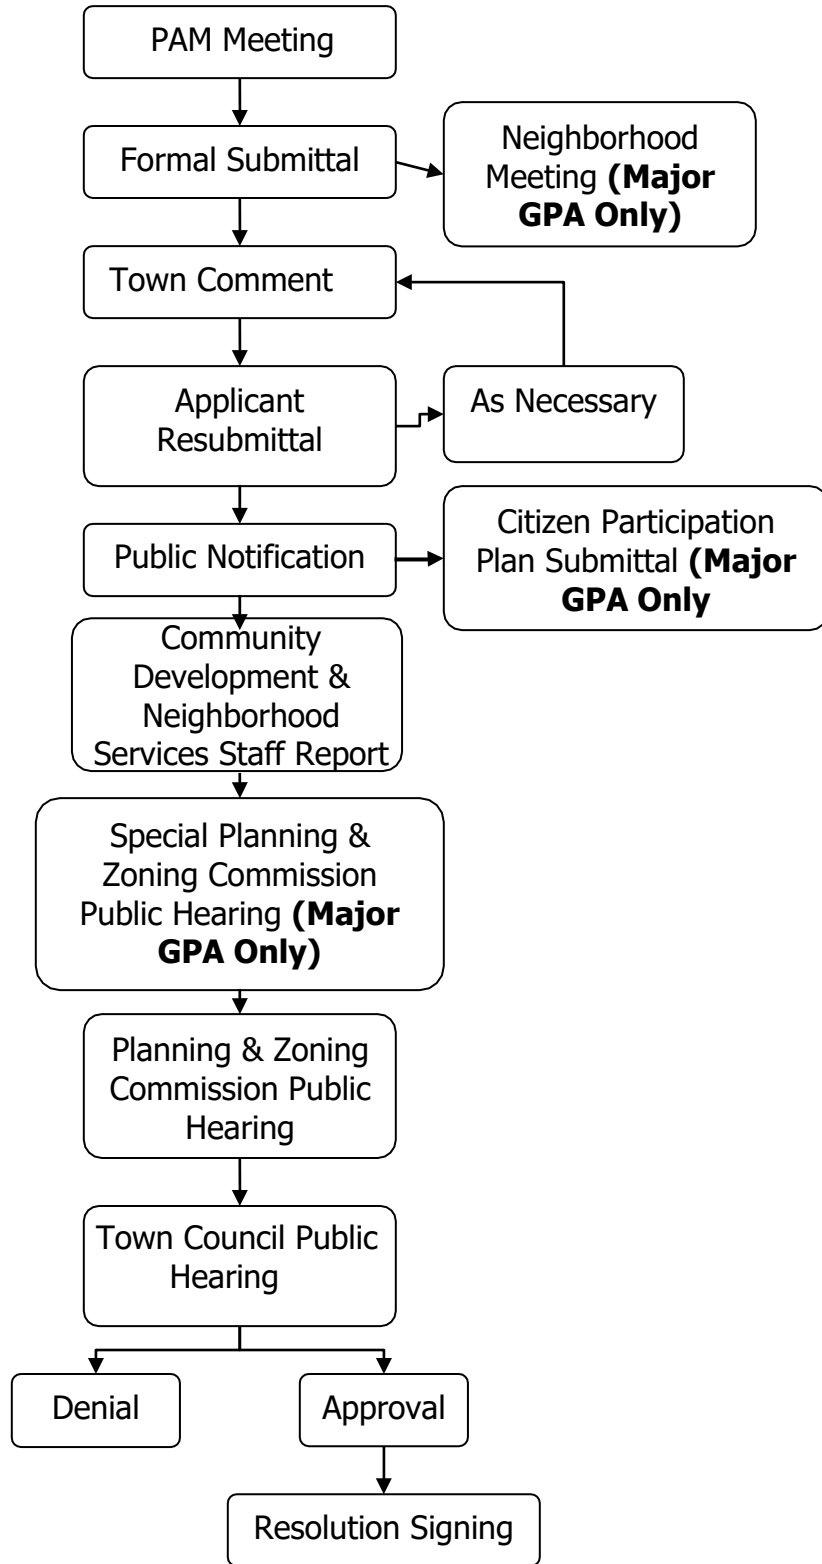 PAM Meeting
Formal Submittal
Neighborhood
Meeting (Major
GPA Only)
Town Comment
Applicant
Resubmittal
As Necessary
Public Notification
Citizen Participation
Plan Submittal (Major
GPA Only
Community
Development &
Neighborhood
Services Staff Report
Special Planning &
Zoning Commission
Public Hearing (Major
GPA Only)
Planning & Zoning
Commission Public
Hearing
Town Council Public
Hearing
Denial
Approval
Resolution Signing